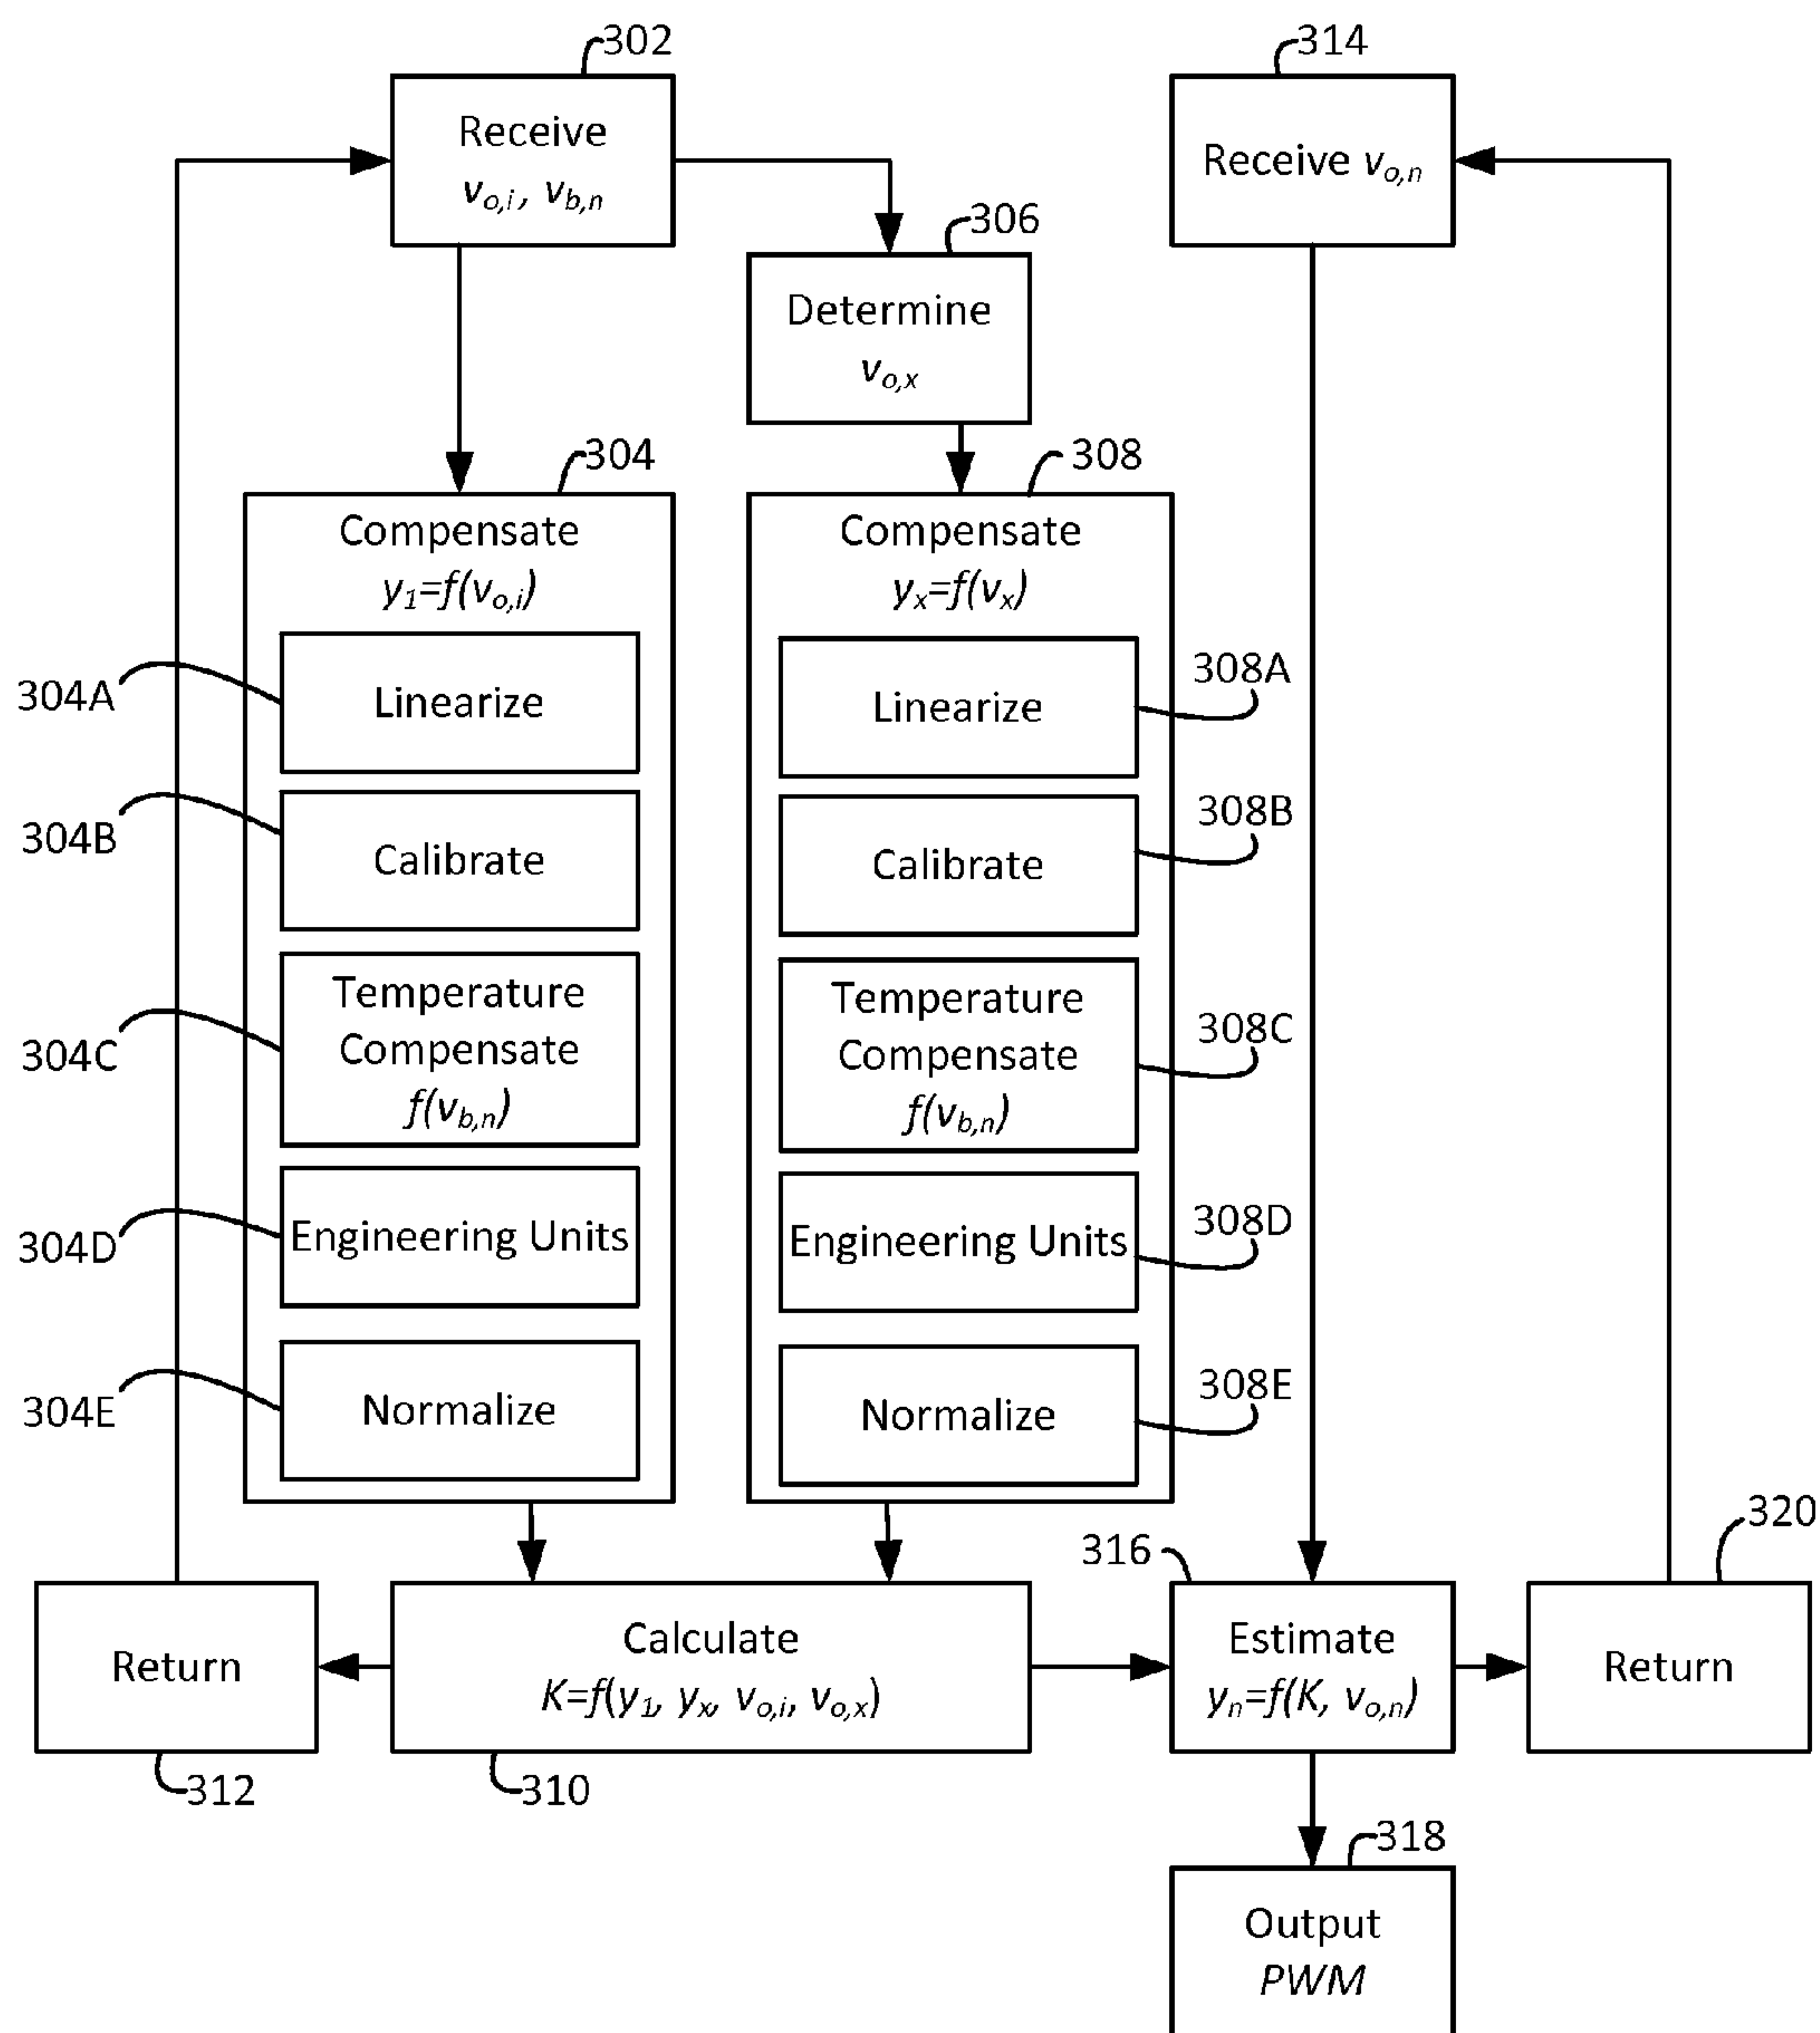 302
Receive
v_{o,i}, v_{b,n}
314
Receive v_{o,n}
306
Determine
v_{o,x}
304
Compensate
y_1=f(v_{o,i})
304A
Linearize
304B
Calibrate
304C
Temperature
Compensate
f(v_{b,n})
304D
Engineering Units
304E
Normalize
308
Compensate
y_x=f(v_x)
Linearize
308A
Calibrate
308B
Temperature
Compensate
f(v_{b,n})
308C
Engineering Units
308D
Normalize
308E
Return
312
Calculate
K=f(y_1, y_x, v_{o,i}, v_{o,x})
310
316
Estimate
y_n=f(K, v_{o,n})
320
Return
318
Output
PWM